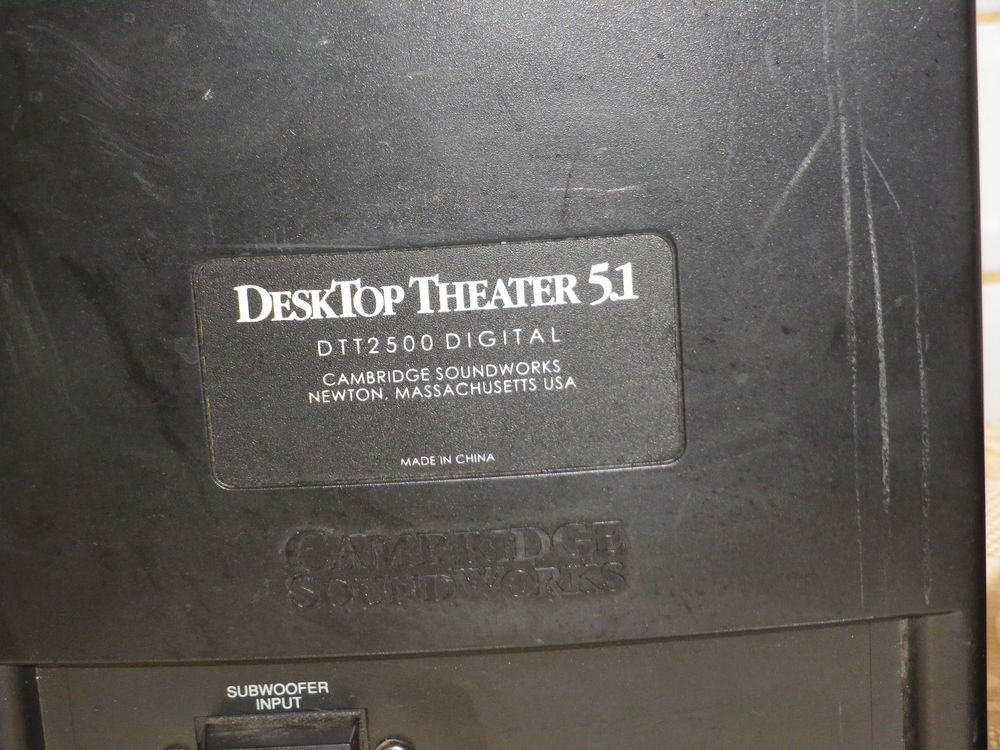 DESKTOP THEATER 5.1
DTT2500 DIGITAL
CAMBRIDGE SOUNDWORKS
NEWTON, MASSACHUSETTS USA
MADE IN CHINA
CAMBRIDGE
SOUNDWORKS
SUBWOOFER
INPUT